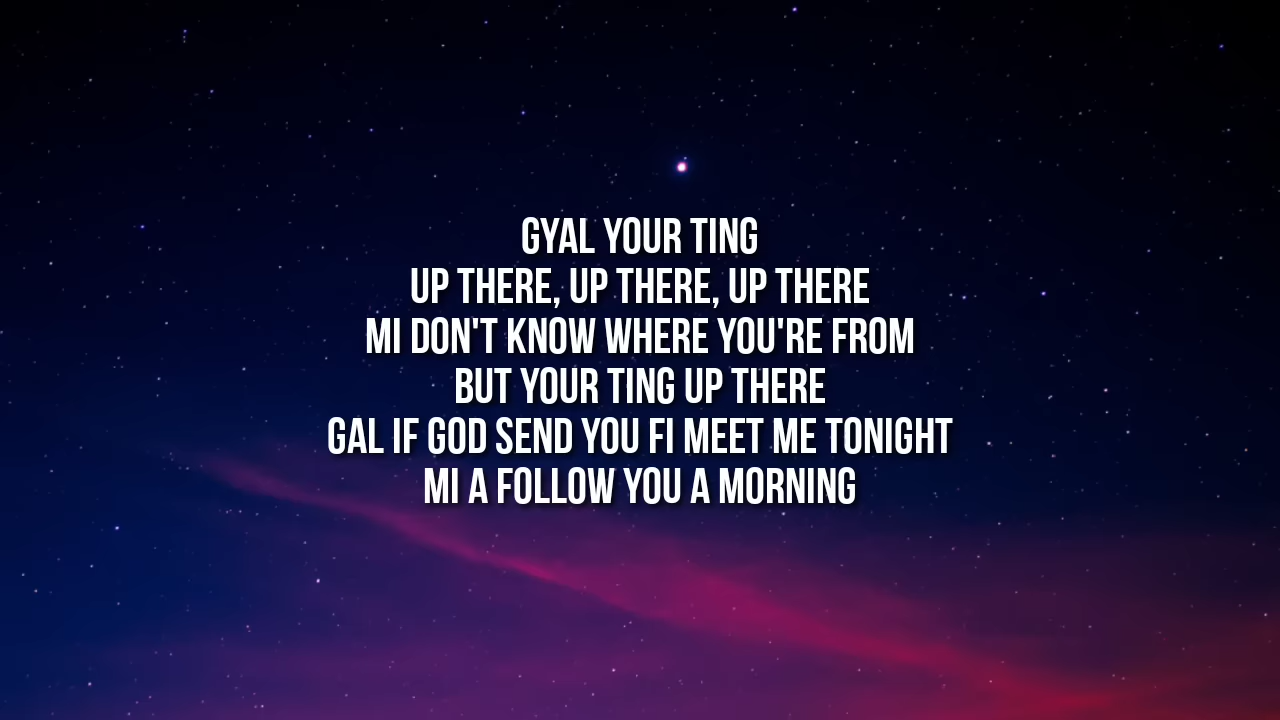 GYAL YOUR TING
UP THERE, UP THERE, UP THERE
MI DON'T KNOW WHERE YOU'RE FROM
BUT YOUR TING UP THERE
GAL IF GOD SEND YOU FI MEET ME TONIGHT
MI A FOLLOW YOU A MORNING